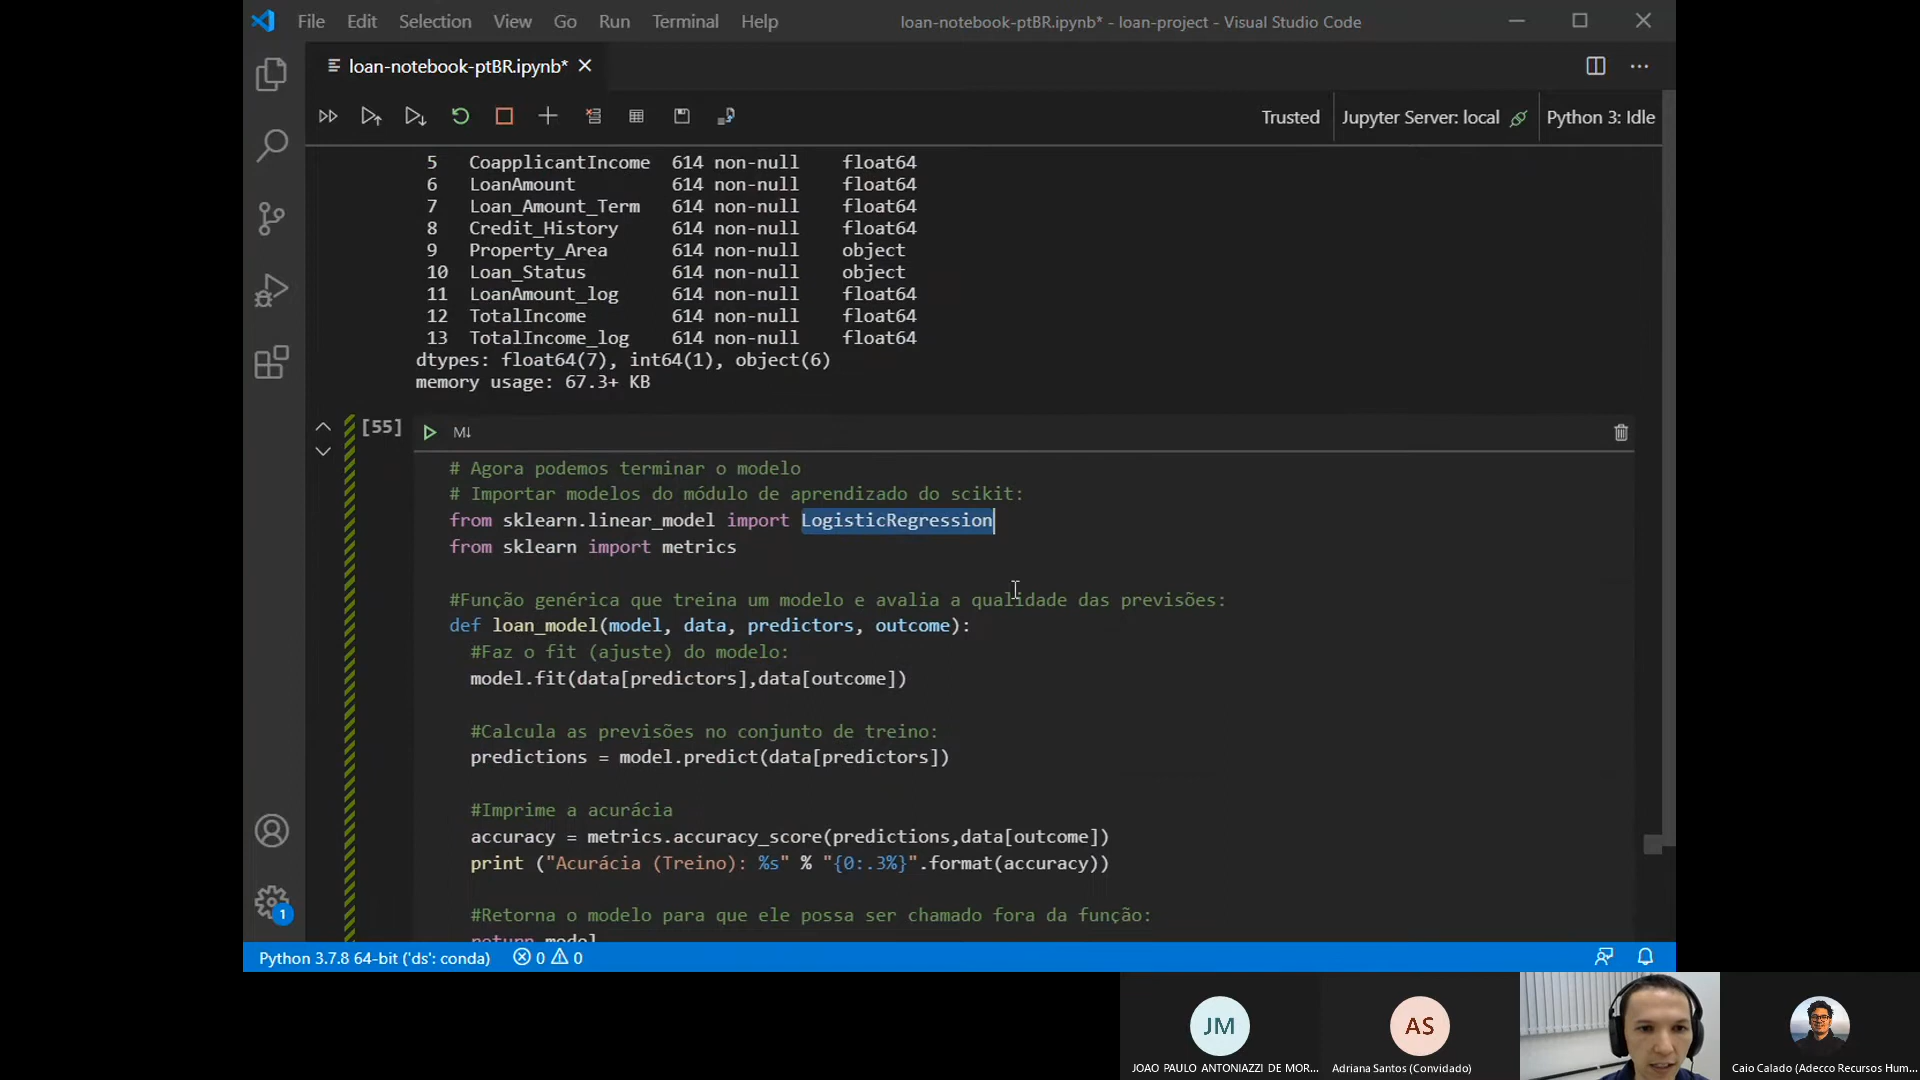 File Edit Selection View Go Run Terminal Help loan-notebook-ptBR.ipynb* - loan-project - Visual Studio Code
loan-notebook-ptBR.ipynb*
Trusted Jupyter Server: local Python 3: Idle
5 CoapplicantIncome 614 non-null float64
6 LoanAmount 614 non-null float64
7 Loan_Amount_Term 614 non-null float64
8 Credit_History 614 non-null float64
9 Property_Area 614 non-null object
10 Loan_Status 614 non-null object
11 LoanAmount_log 614 non-null float64
12 TotalIncome 614 non-null float64
13 TotalIncome_log 614 non-null float64
dtypes: float64(7), int64(1), object(6)
memory usage: 67.3+ KB
[55] M↓
# Agora podemos terminar o modelo
# Importar modelos do módulo de aprendizado do scikit:
from sklearn.linear_model import LogisticRegression
from sklearn import metrics
#Função genérica que treina um modelo e avalia a qualidade das previsões:
def loan_model(model, data, predictors, outcome):
#Faz o fit (ajuste) do modelo:
model.fit(data[predictors],data[outcome])
#Calcula as previsões no conjunto de treino:
predictions = model.predict(data[predictors])
#Imprime a acurácia
accuracy = metrics.accuracy_score(predictions,data[outcome])
print ("Acurácia (Treino): %s" % "{0:.3%}".format(accuracy))
#Retorna o modelo para que ele possa ser chamado fora da função:
return model
1
Python 3.7.8 64-bit ('ds': conda) 0 0
JM AS
JOAO PAULO ANTONIAZZI DE MOR... Adriana Santos (Convidado) Caio Calado (Adecco Recursos Hum...